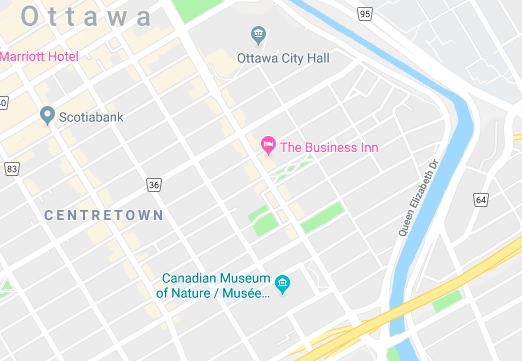 Ottawa
95
Ottawa City Hall
Marriott Hotel
40
Scotiabank
The Business Inn
83
36
Queen Elizabeth Dr
64
CENTRETOWN
Canadian Museum
of Nature / Musée...